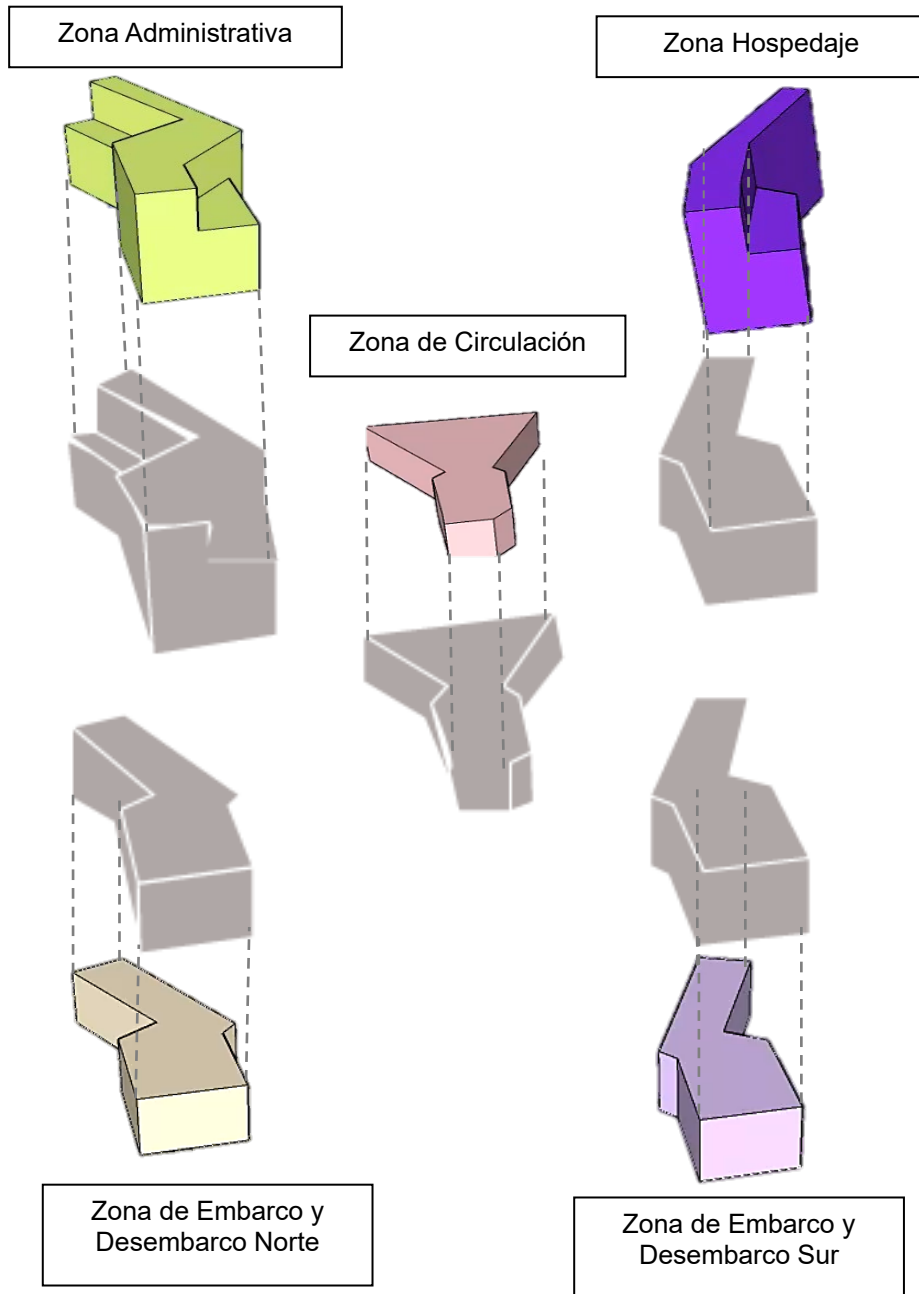 Zona Administrativa
Zona Hospedaje
Zona de Circulación
Zona de Embarco y
Desembarco Norte
Zona de Embarco y
Desembarco Sur